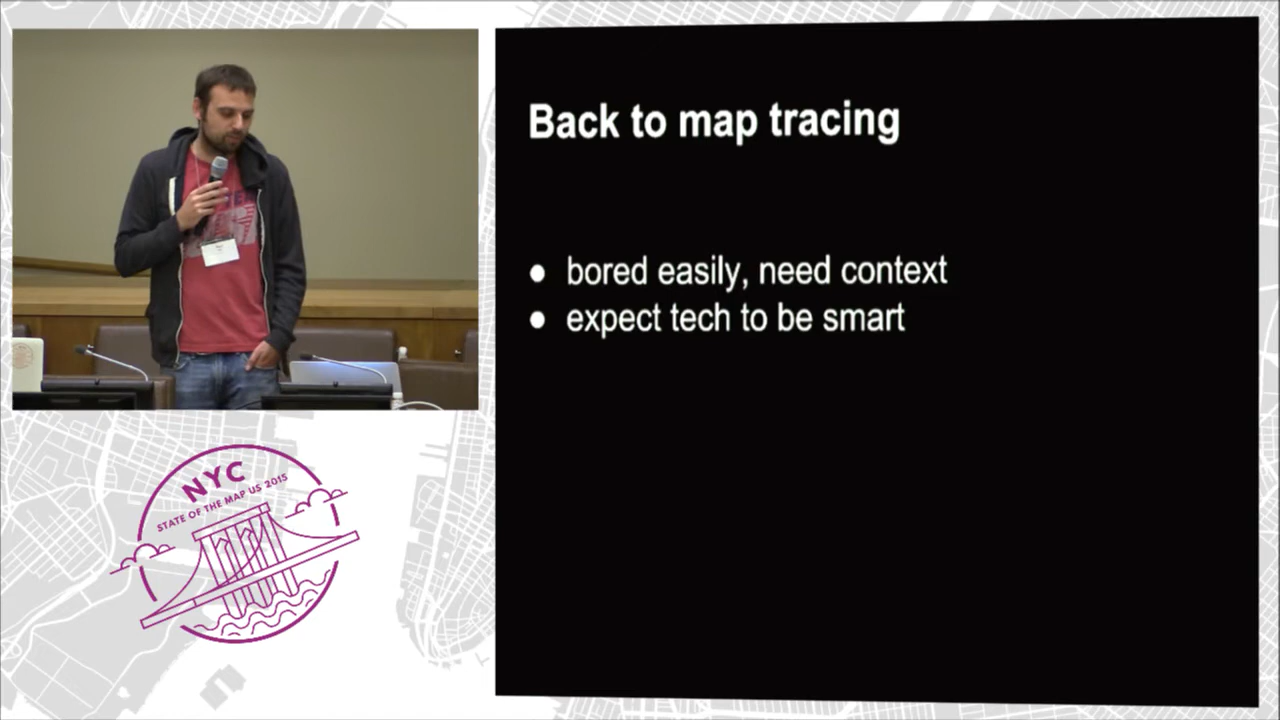 Back to map tracing
● bored easily, need context
● expect tech to be smart
NYC
STATE OF THE MAP US 2015